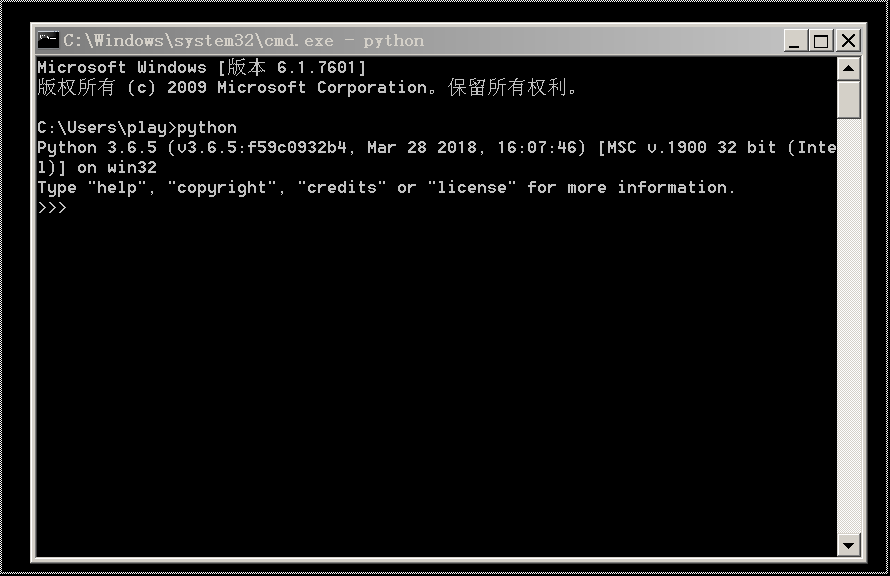 C:\Windows\system32\cmd.exe - python
Microsoft Windows [版本 6.1.7601]
版权所有 (c) 2009 Microsoft Corporation。保留所有权利。
C:\Users\play>python
Python 3.6.5 (v3.6.5:f59c0932b4, Mar 28 2018, 16:07:46) [MSC v.1900 32 bit (Inte
l)] on win32
Type "help", "copyright", "credits" or "license" for more information.
>>>